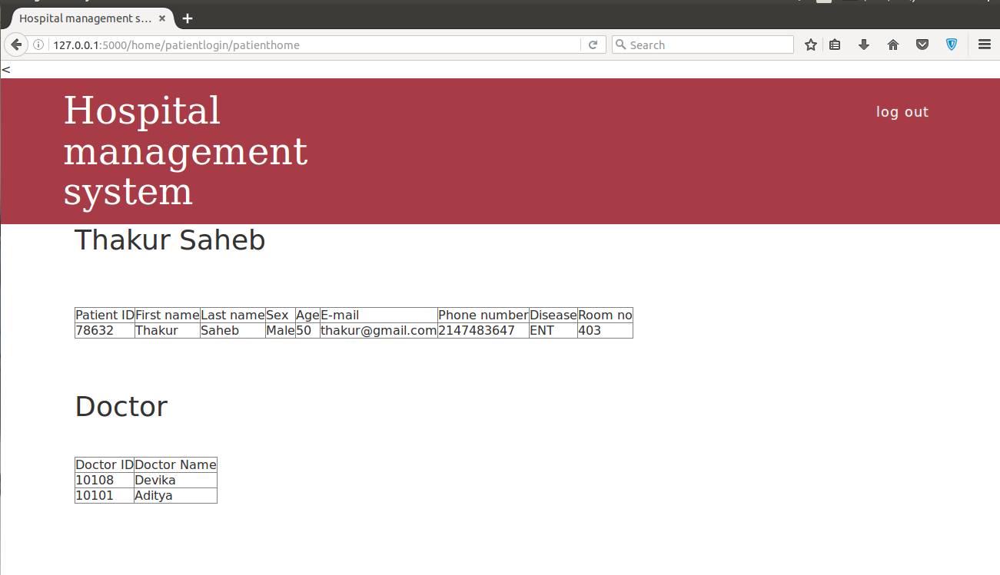 Hospital management s...
127.0.0.1:5000/home/patientlogin/patienthome
Search
<
Hospital
management
system
log out
Thakur Saheb
Patient ID First name Last name Sex Age E-mail Phone number Disease Room no
78632 Thakur Saheb Male 50 thakur@gmail.com 2147483647 ENT 403
Doctor
Doctor ID Doctor Name
10108 Devika
10101 Aditya